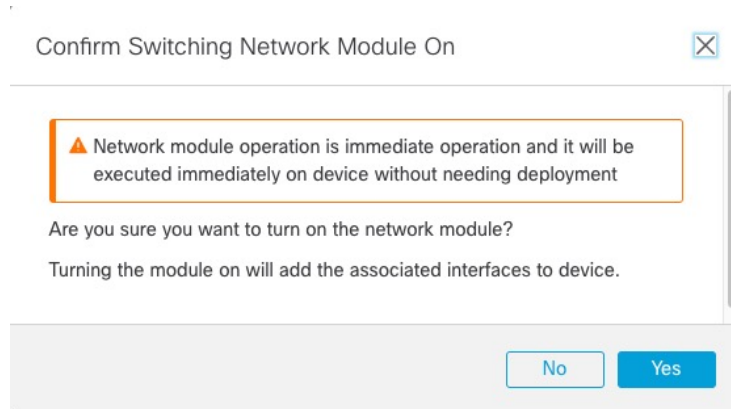 Confirm Switching Network Module On
Network module operation is immediate operation and it will be
executed immediately on device without needing deployment
Are you sure you want to turn on the network module?
Turning the module on will add the associated interfaces to device.
No
Yes